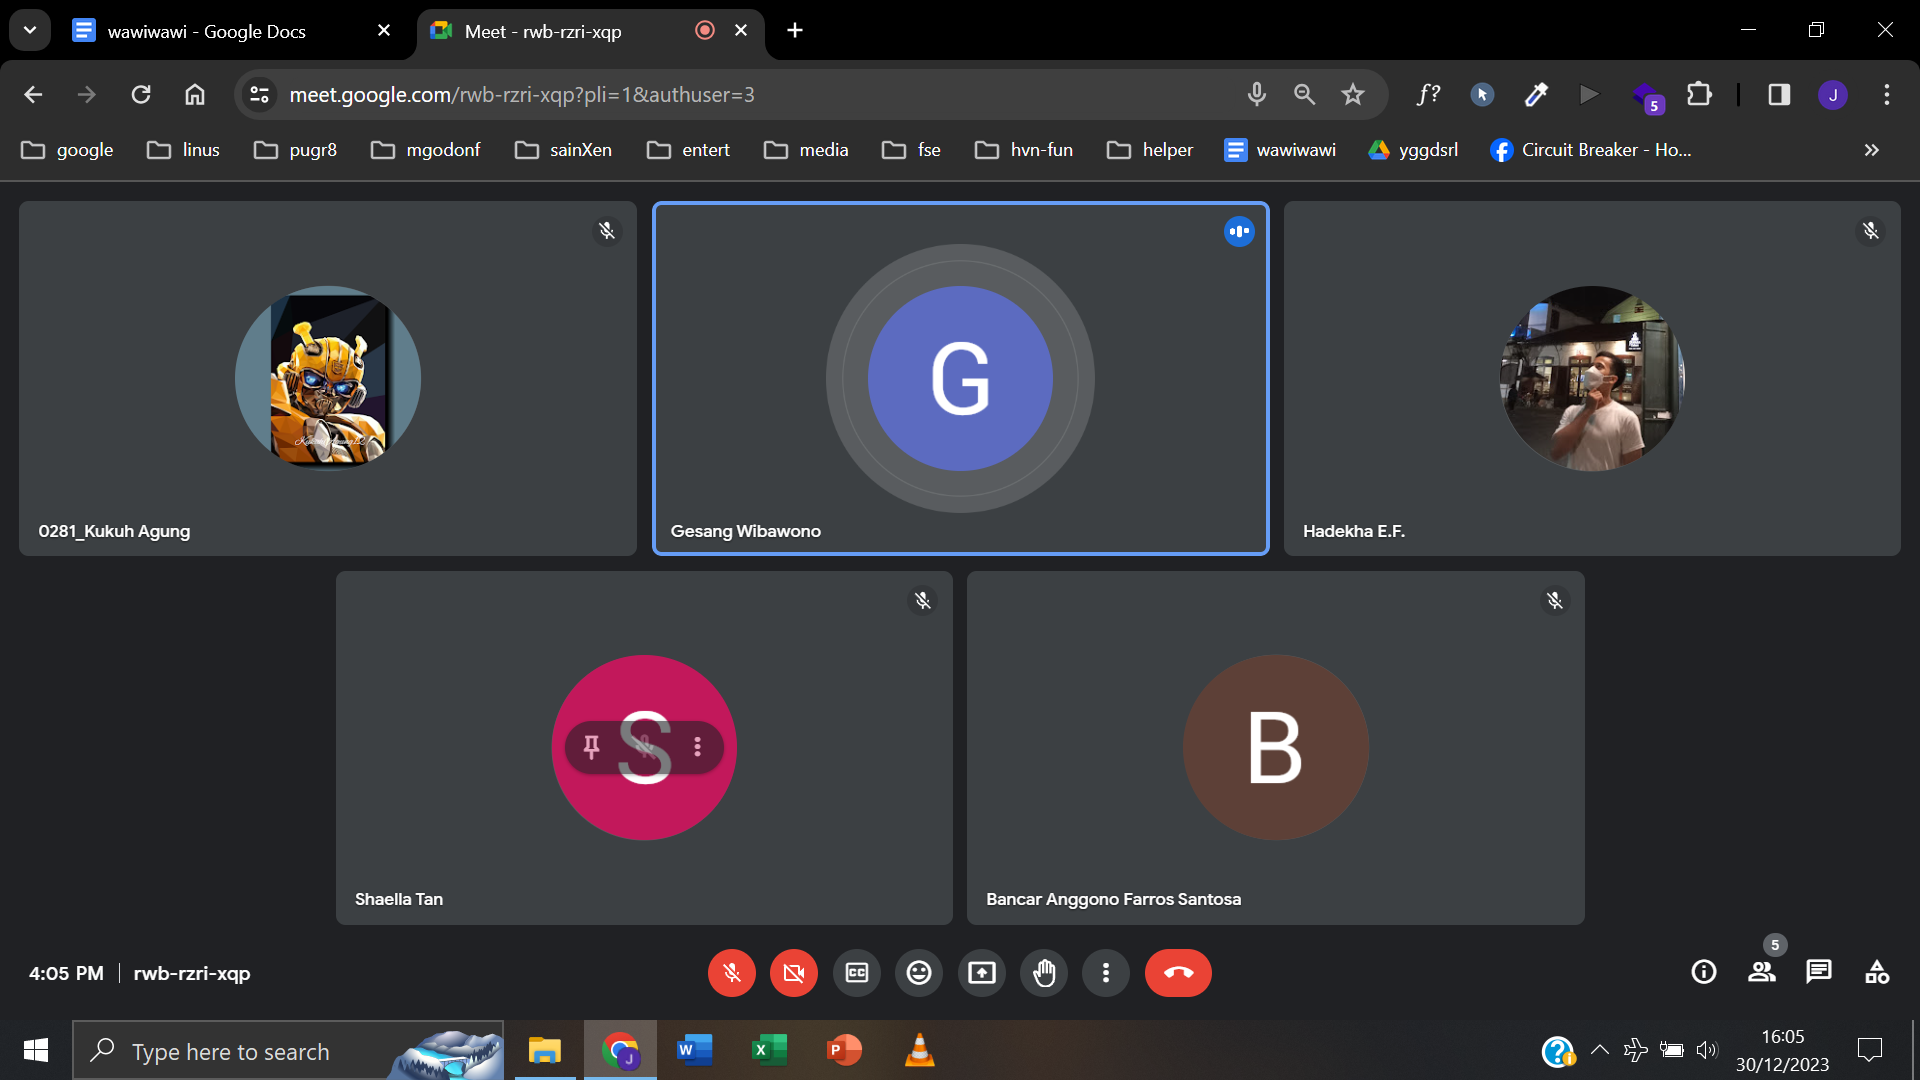 wawiwawi - Google Docs
Meet - rwb-rzri-xqp
meet.google.com/rwb-rzri-xqp?pli=1&authuser=3
f?
5
J
google
linus
pugr8
mgodonf
sainXen
entert
media
fse
hvn-fun
helper
wawiwawi
yggdsrl
Circuit Breaker - Ho...
G
0281_Kukuh Agung
Gesang Wibawono
Hadekha E.F.
S
B
Shaella Tan
Bancar Anggono Farros Santosa
4:05 PM | rwb-rzri-xqp
CC
5
Type here to search
J
W
X
P
16:05
30/12/2023